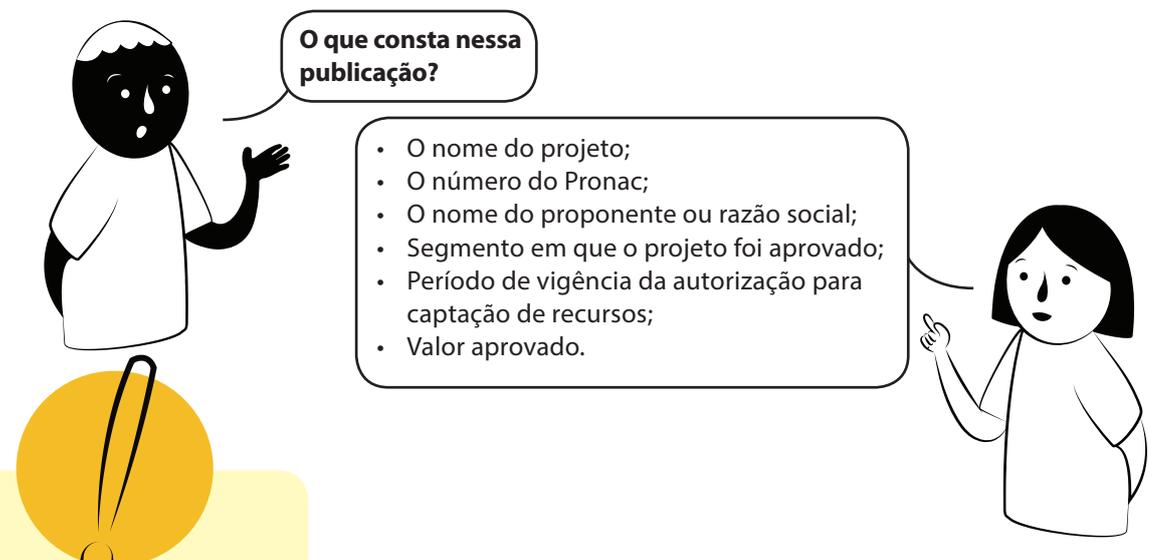 O que consta nessa
publicação?
• O nome do projeto;
• O número do Pronac;
• O nome do proponente ou razão social;
• Segmento em que o projeto foi aprovado;
• Período de vigência da autorização para
captação de recursos;
• Valor aprovado.